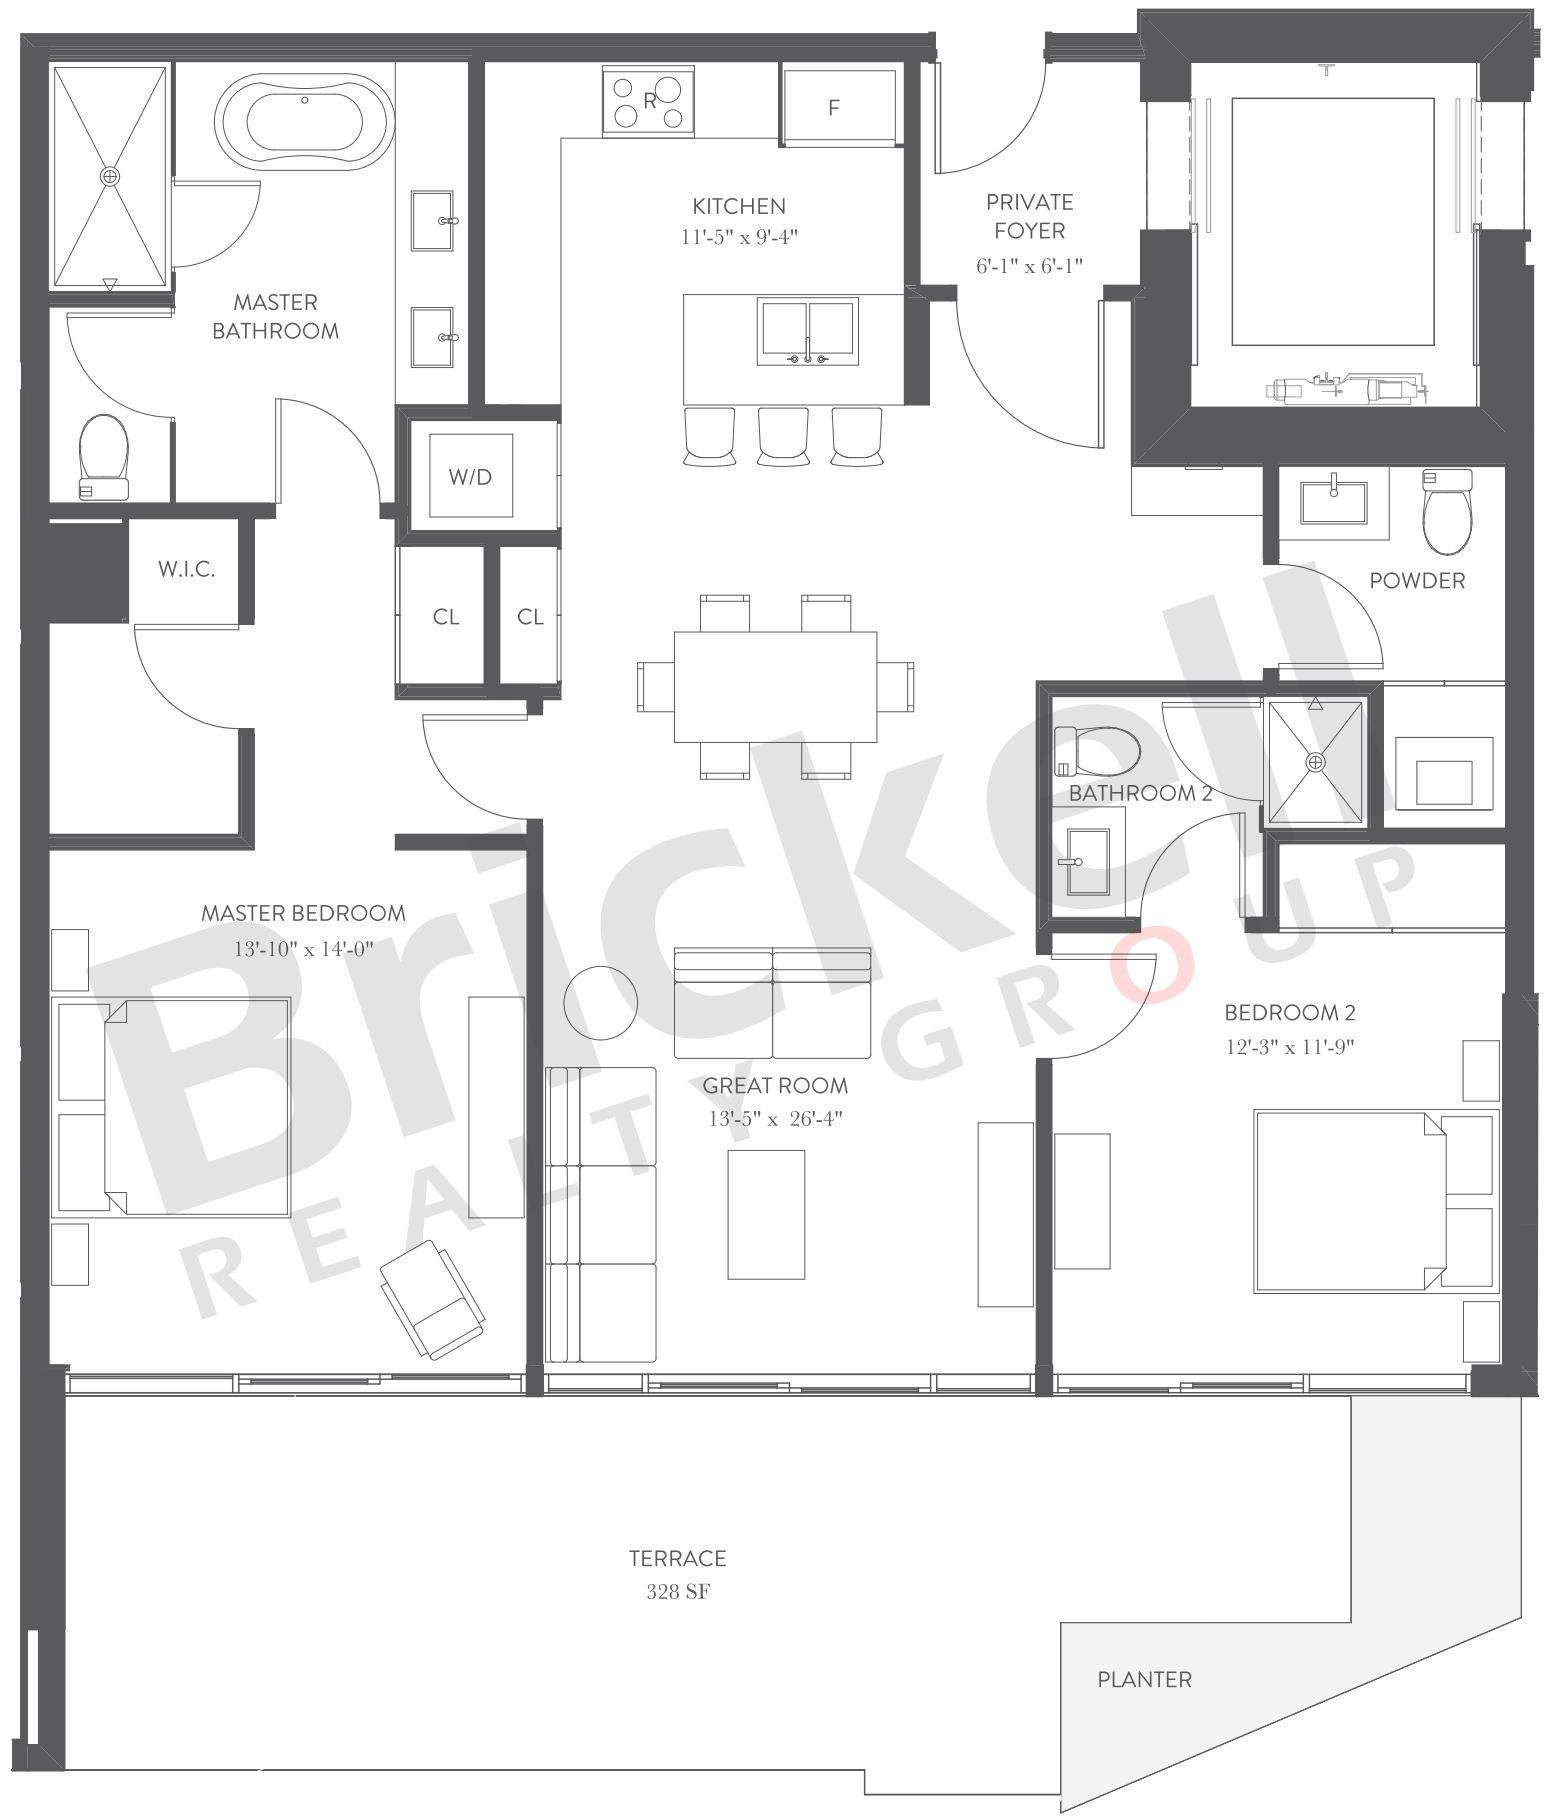 R
F
KITCHEN
11'-5" x 9'-4"
PRIVATE
FOYER
6'-1" x 6'-1"
MASTER
BATHROOM
W/D
W.I.C.
CL
CL
POWDER
BATHROOM 2
MASTER BEDROOM
13'-10" x 14'-0"
BEDROOM 2
12'-3" x 11'-9"
GREAT ROOM
13'-5" x 26'-4"
Brickell
REALTY GROUP
TERRACE
328 SF
PLANTER